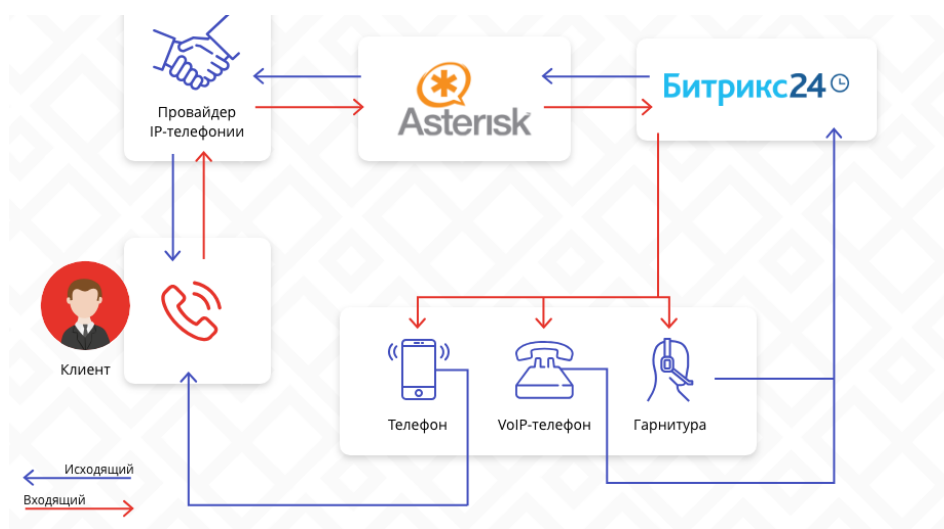 Провайдер
IP-телефонии
Asterisk
Битрикс24
Клиент
Телефон
VoIP-телефон
Гарнитура
Исходящий
Входящий